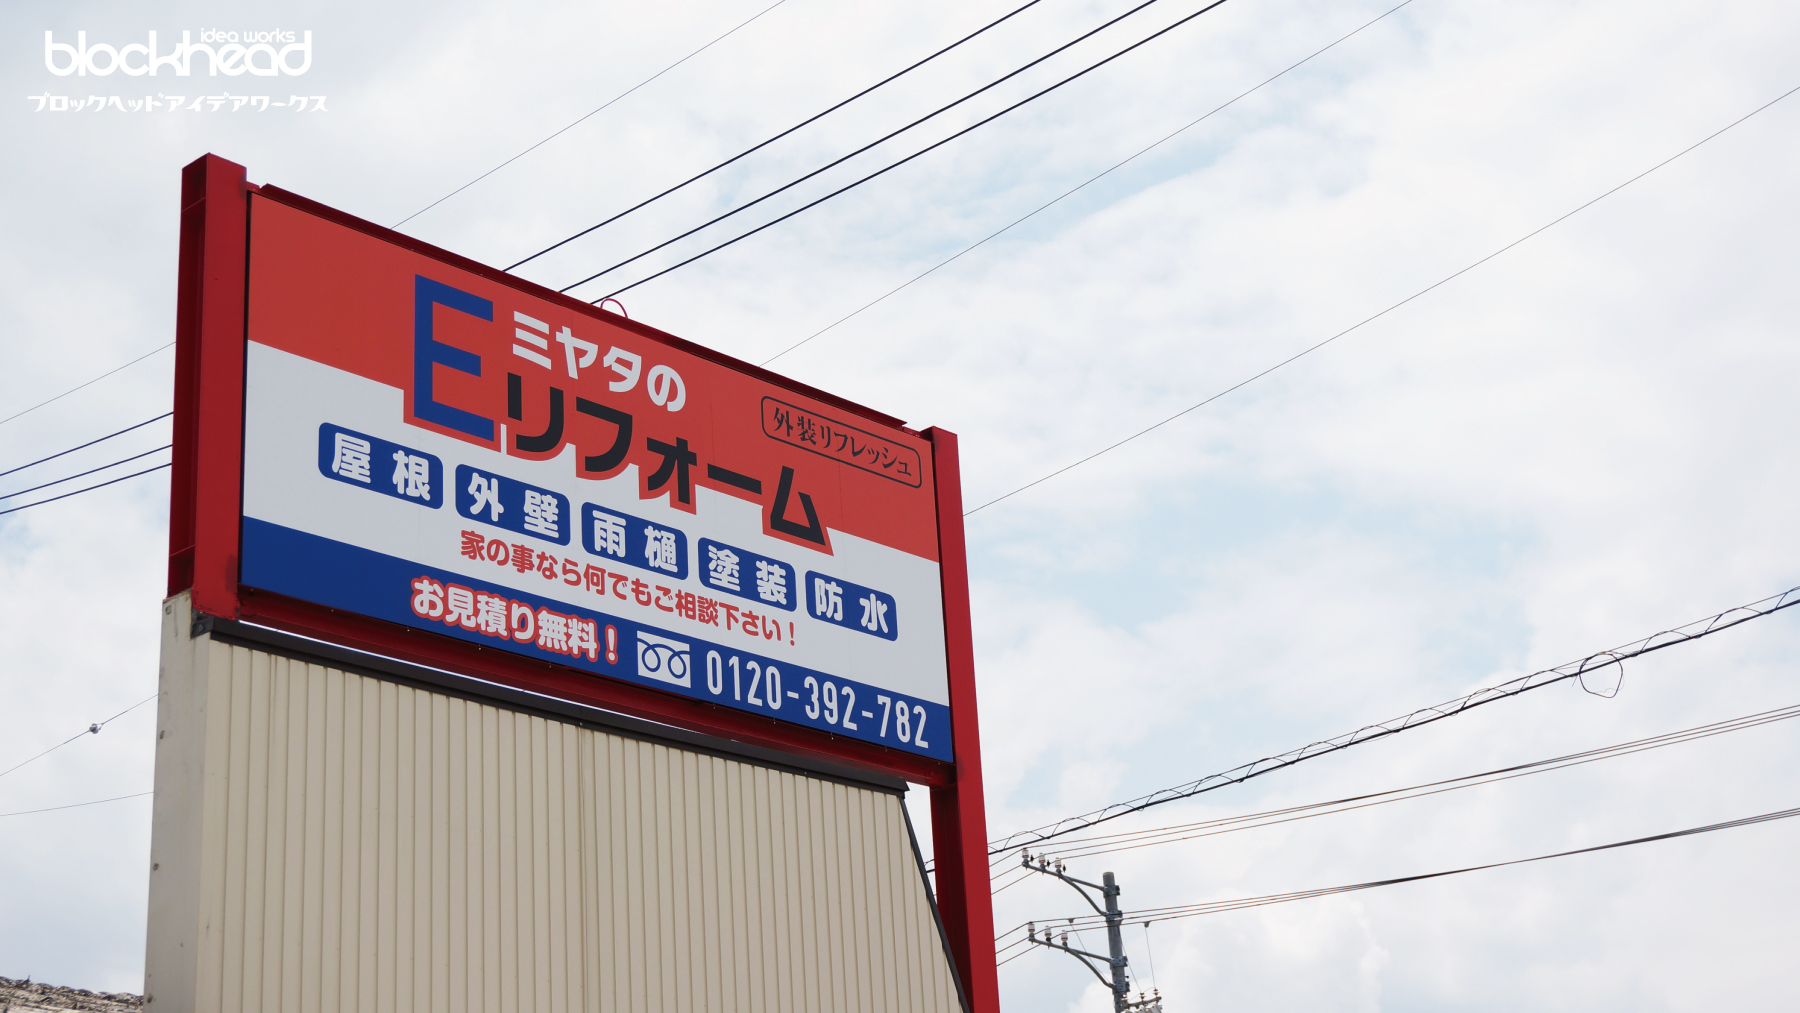 idea works
blockhead
ブロックヘッドアイデアワークス
ミヤタの
Eリフォーム
外装リフレッシュ
屋根 外壁 雨樋 塗装 防水
家の事なら何でもご相談下さい！
お見積り無料！ 0120-392-782